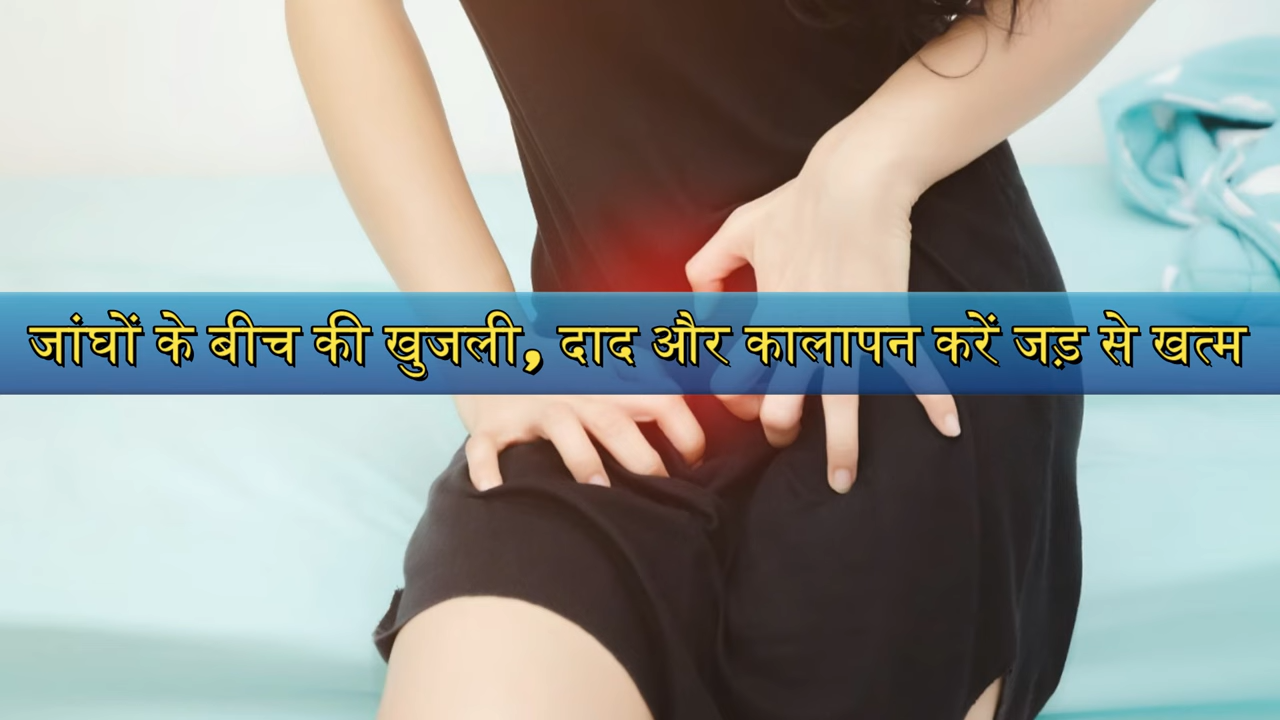 जांघों के बीच की खुजली, दाद और कालापन करें जड़ से खत्म